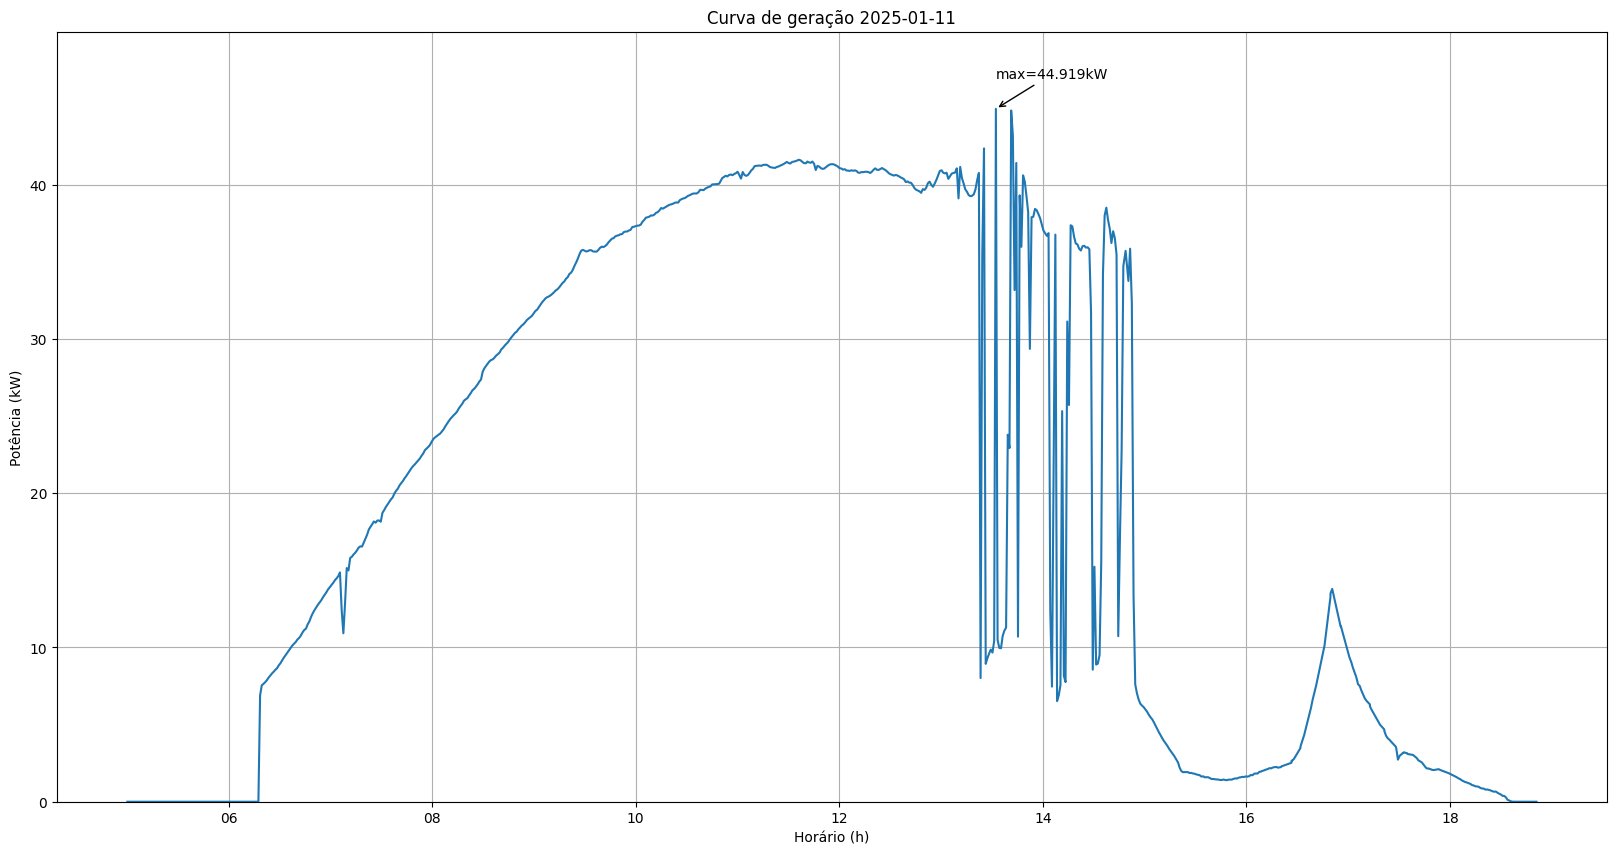 Curva de geração 2025-01-11
max=44.919kW
40
30
20
10
0
Potência (kW)
06 08 10 12 14 16 18
Horário (h)